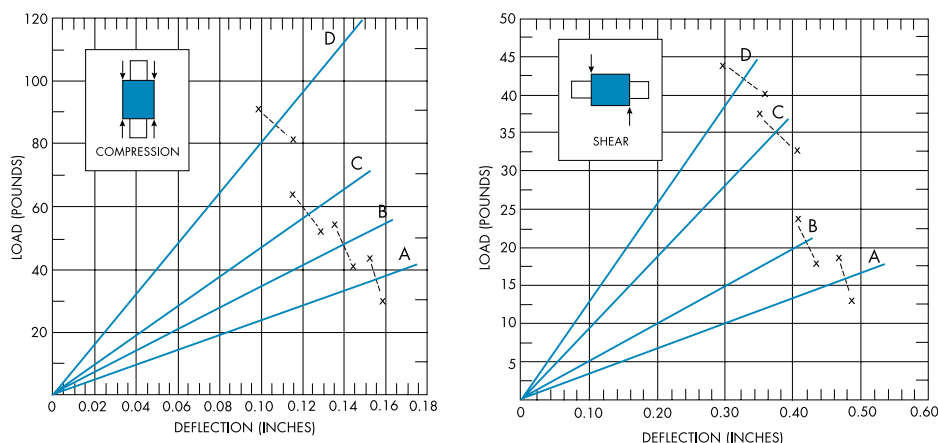 120
100
80
60
40
20
LOAD (POUNDS)
COMPRESSION
D
C
B
A
x
x
x
x
x
x
x
x
0 0.02 0.04 0.06 0.08 0.10 0.12 0.14 0.16 0.18
DEFLECTION (INCHES)
50
45
40
35
30
25
20
15
10
5
LOAD (POUNDS)
SHEAR
D
C
B
A
x
x
x
x
x
x
x
x
0 0.10 0.20 0.30 0.40 0.50 0.60
DEFLECTION (INCHES)